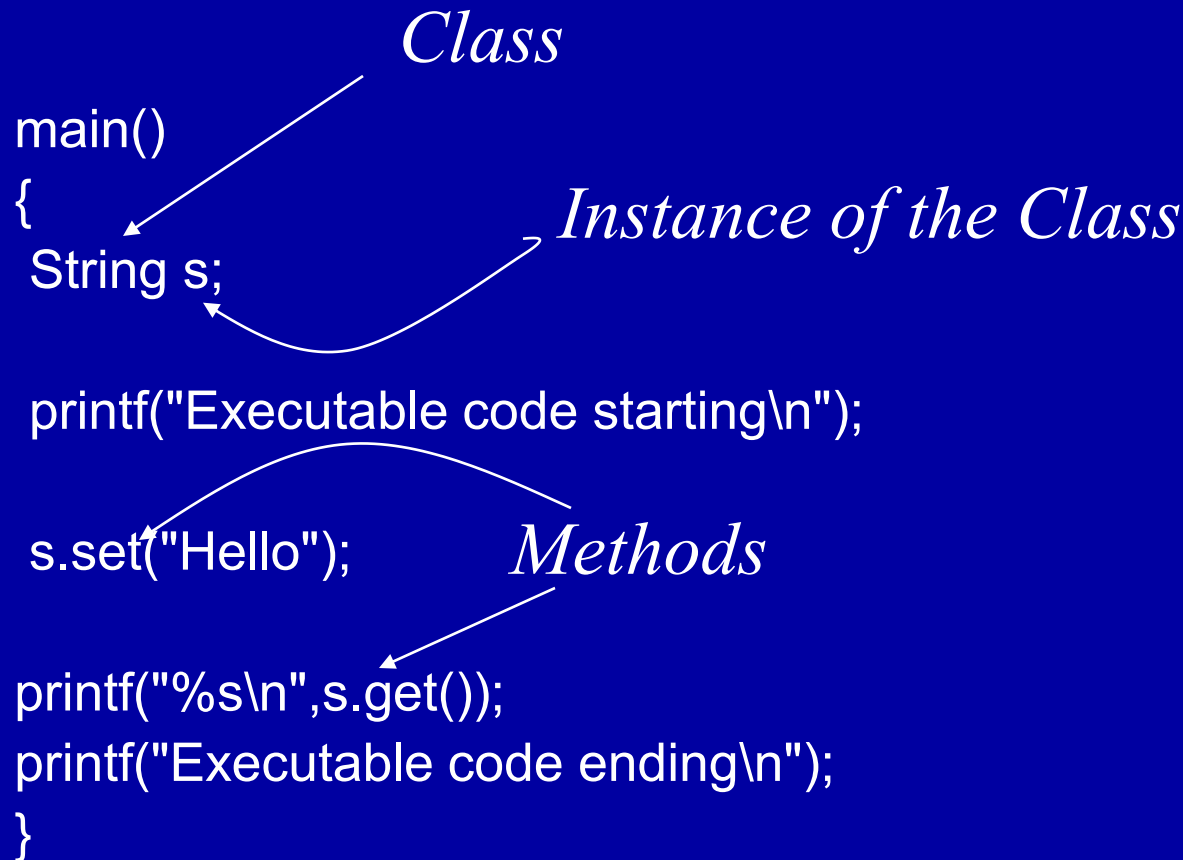 Class
main()
{
Instance of the Class
String s;
printf("Executable code starting\n");
s.set("Hello");
Methods
printf("%s\n",s.get());
printf("Executable code ending\n");
}